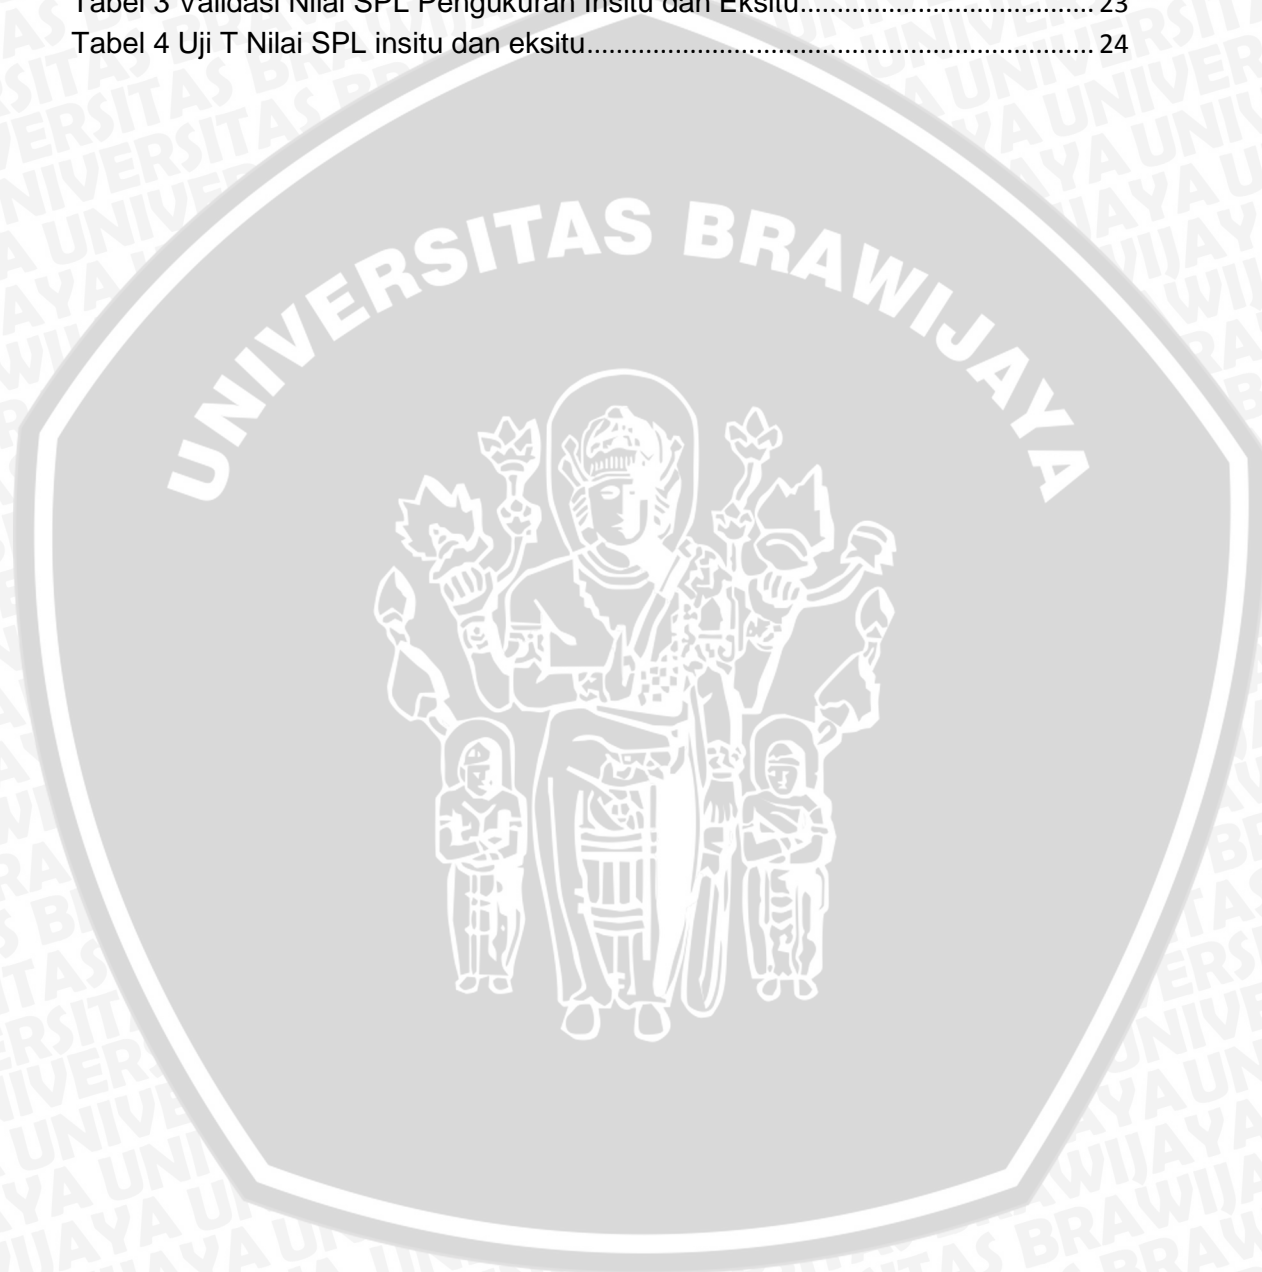 Tabel 3 Validasi Nilai SPL Pengukuran Insitu dan Eksitu........................................ 23
Tabel 4 Uji T Nilai SPL insitu dan eksitu..................................................................... 24
UNIVERSITAS BRAWIJAYA